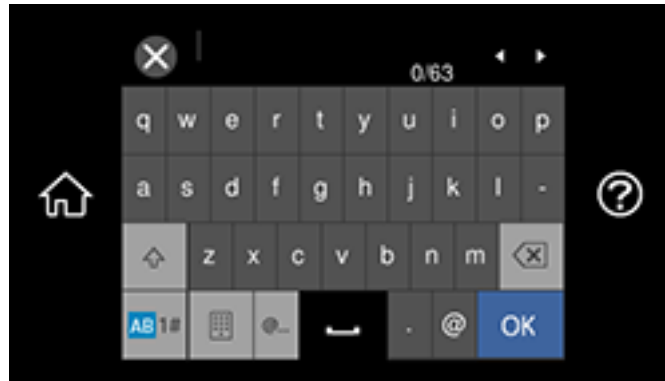 0/63
q w e r t y u i o p
a s d f g h j k l -
z x c v b n m
AB 1# @... . @ OK